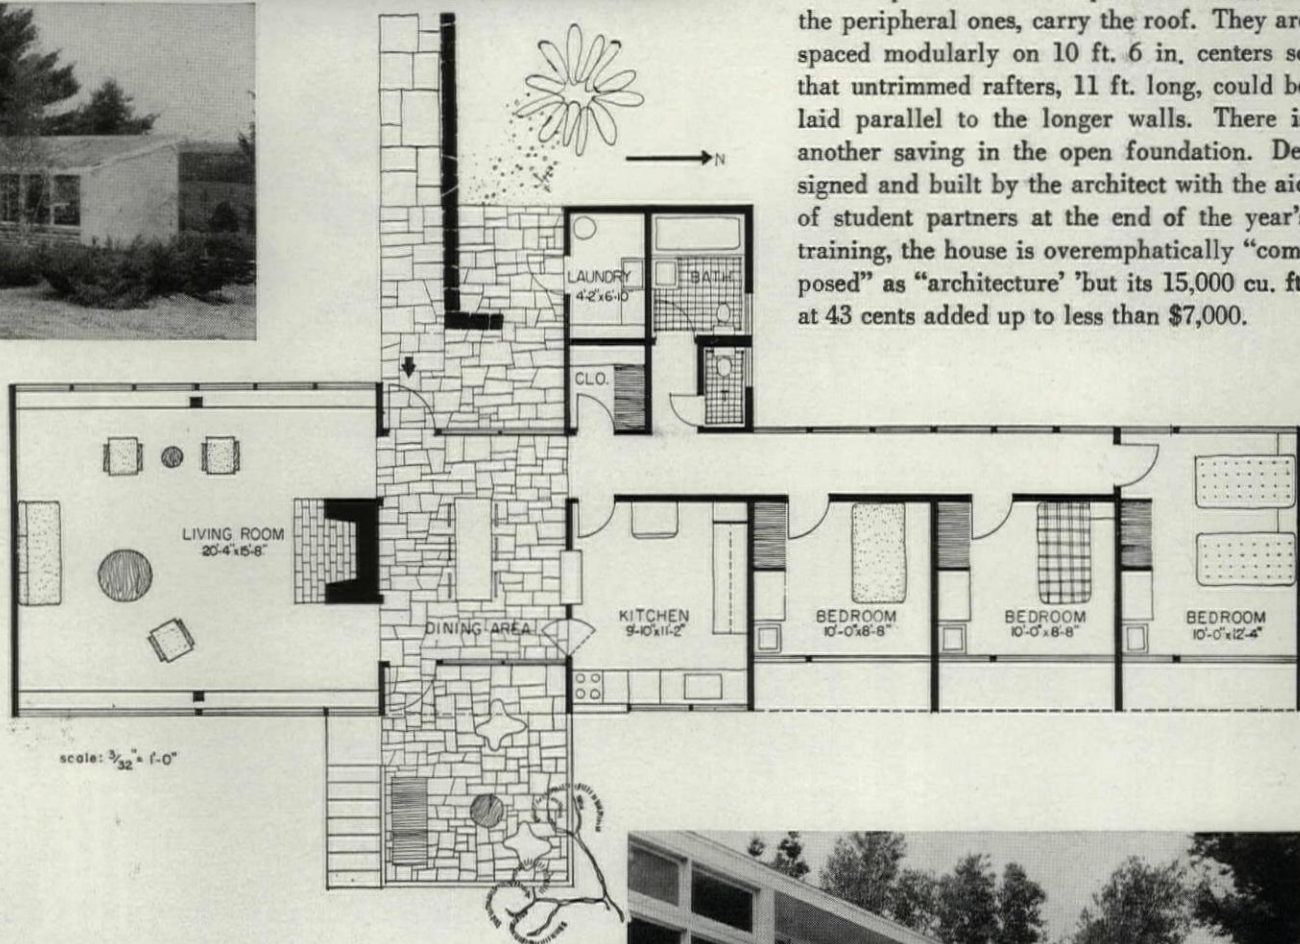 the peripheral ones, carry the roof. They are
spaced modularly on 10 ft. 6 in. centers so
that untrimmed rafters, 11 ft. long, could be
laid parallel to the longer walls. There is
another saving in the open foundation. De-
signed and built by the architect with the aid
of student partners at the end of the year's
training, the house is overemphatically “com-
posed” as “architecture’ ’but its 15,000 cu. ft.
at 43 cents added up to less than $7,000.
N
LAUNDRY
4'-2"x6'-10"
BATH
CLO.
LIVING ROOM
20'-4"x15'-8"
DINING AREA
KITCHEN
9'-10"x11'-2"
BEDROOM
10'-0"x8'-8"
BEDROOM
10'-0"x8'-8"
BEDROOM
10'-0"x12'-4"
scale: 3/32" = 1'-0"